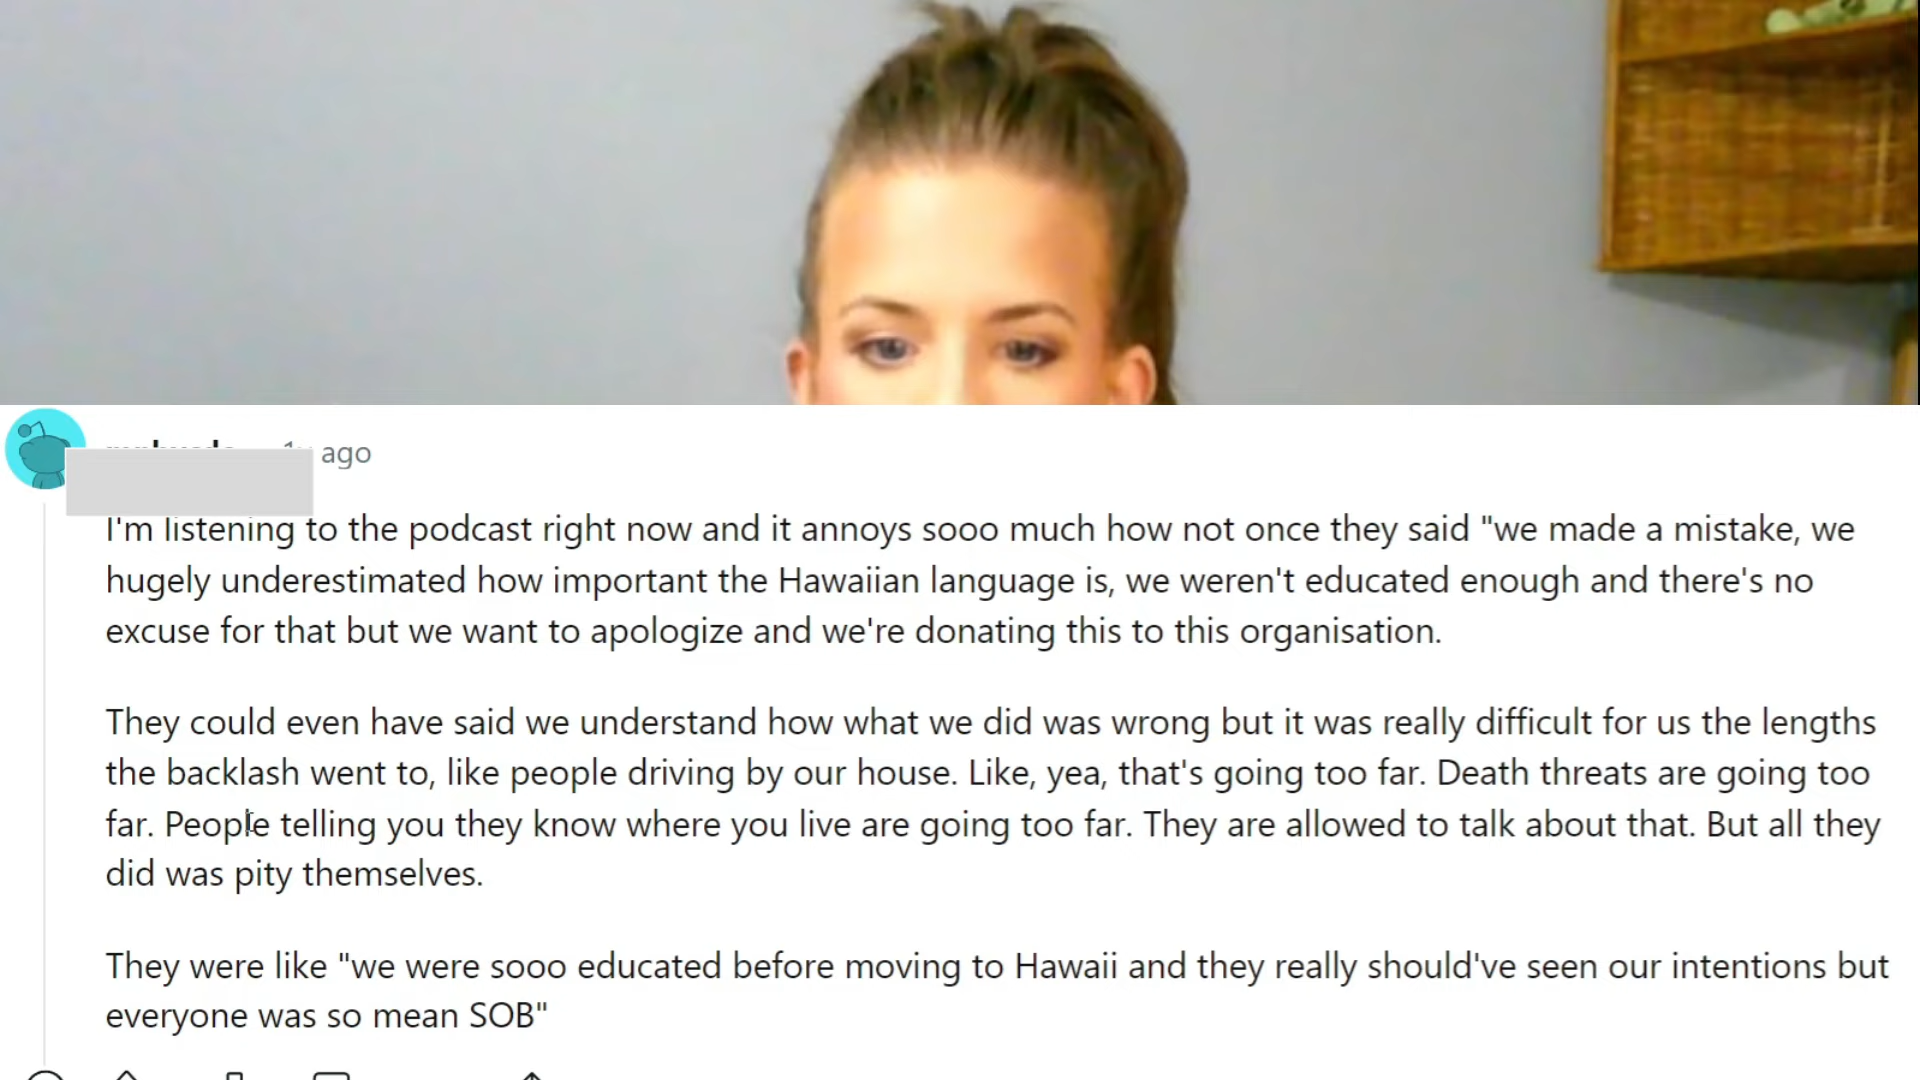 ago
I'm listening to the podcast right now and it annoys sooo much how not once they said "we made a mistake, we
hugely underestimated how important the Hawaiian language is, we weren't educated enough and there's no
excuse for that but we want to apologize and we're donating this to this organisation.
They could even have said we understand how what we did was wrong but it was really difficult for us the lengths
the backlash went to, like people driving by our house. Like, yea, that's going too far. Death threats are going too
far. People telling you they know where you live are going too far. They are allowed to talk about that. But all they
did was pity themselves.
They were like "we were sooo educated before moving to Hawaii and they really should've seen our intentions but
everyone was so mean SOB"